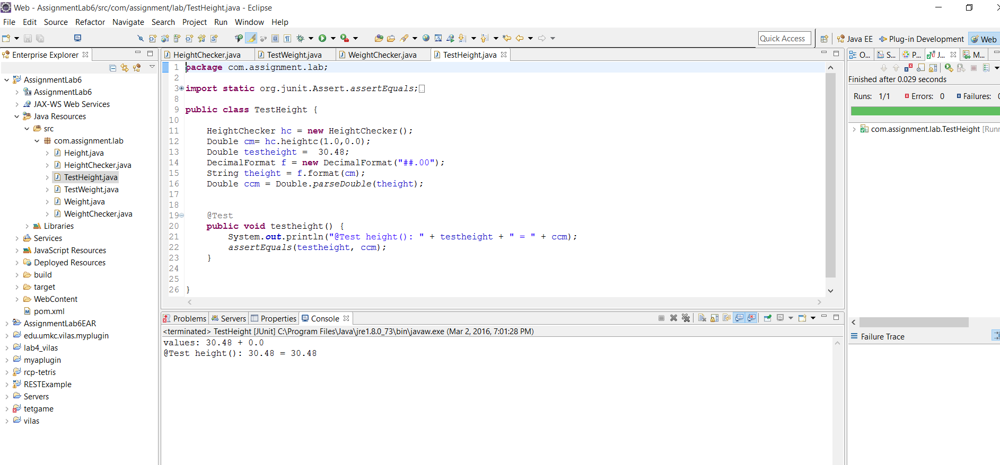 Web - AssignmentLab6/src/com/assignment/lab/TestHeight.java - Eclipse
File Edit Source Refactor Navigate Search Project Run Window Help
Quick Access Java EE Plug-in Development Web
Enterprise Explorer
AssignmentLab6
AssignmentLab6
JAX-WS Web Services
Java Resources
src
com.assignment.lab
Height.java
HeightChecker.java
TestHeight.java
TestWeight.java
Weight.java
WeightChecker.java
Libraries
Services
JavaScript Resources
Deployed Resources
build
target
WebContent
pom.xml
AssignmentLab6EAR
edu.umkc.vilas.myplugin
lab4_vilas
myaplugin
rcp-tetris
RESTExample
Servers
tetgame
vilas
HeightChecker.java TestWeight.java WeightChecker.java TestHeight.java
1 package com.assignment.lab;
2
3 import static org.junit.Assert.assertEquals;
8
9 public class TestHeight {
10
11 HeightChecker hc = new HeightChecker();
12 Double cm= hc.heightc(1.0,0.0);
13 Double testheight =  30.48;
14 DecimalFormat f = new DecimalFormat("##.00");
15 String theight = f.format(cm);
16 Double ccm = Double.parseDouble(theight);
17
18
19 @Test
20 public void testheight() {
21 System.out.println("@Test height(): " + testheight + " = " + ccm);
22 assertEquals(testheight, ccm);
23 }
24
25
26 }
Problems Servers Properties Console
<terminated> TestHeight [JUnit] C:\Program Files\Java\jre1.8.0_73\bin\javaw.exe (Mar 2, 2016, 7:01:28 PM)
values: 30.48 + 0.0
@Test height(): 30.48 = 30.48
O... S... P... J... M...
Finished after 0.029 seconds
Runs: 1/1 Errors: 0 Failures:
com.assignment.lab.TestHeight [Runn
Failure Trace